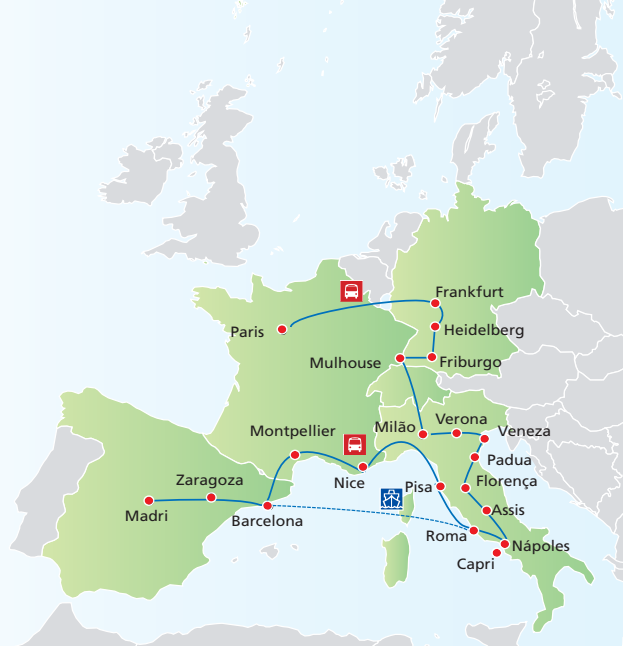 Frankfurt
Paris
Heidelberg
Mulhouse
Friburgo
Montpellier
Milão
Verona
Veneza
Padua
Nice
Pisa
Florença
Zaragoza
Madri
Barcelona
Assis
Roma
Nápoles
Capri